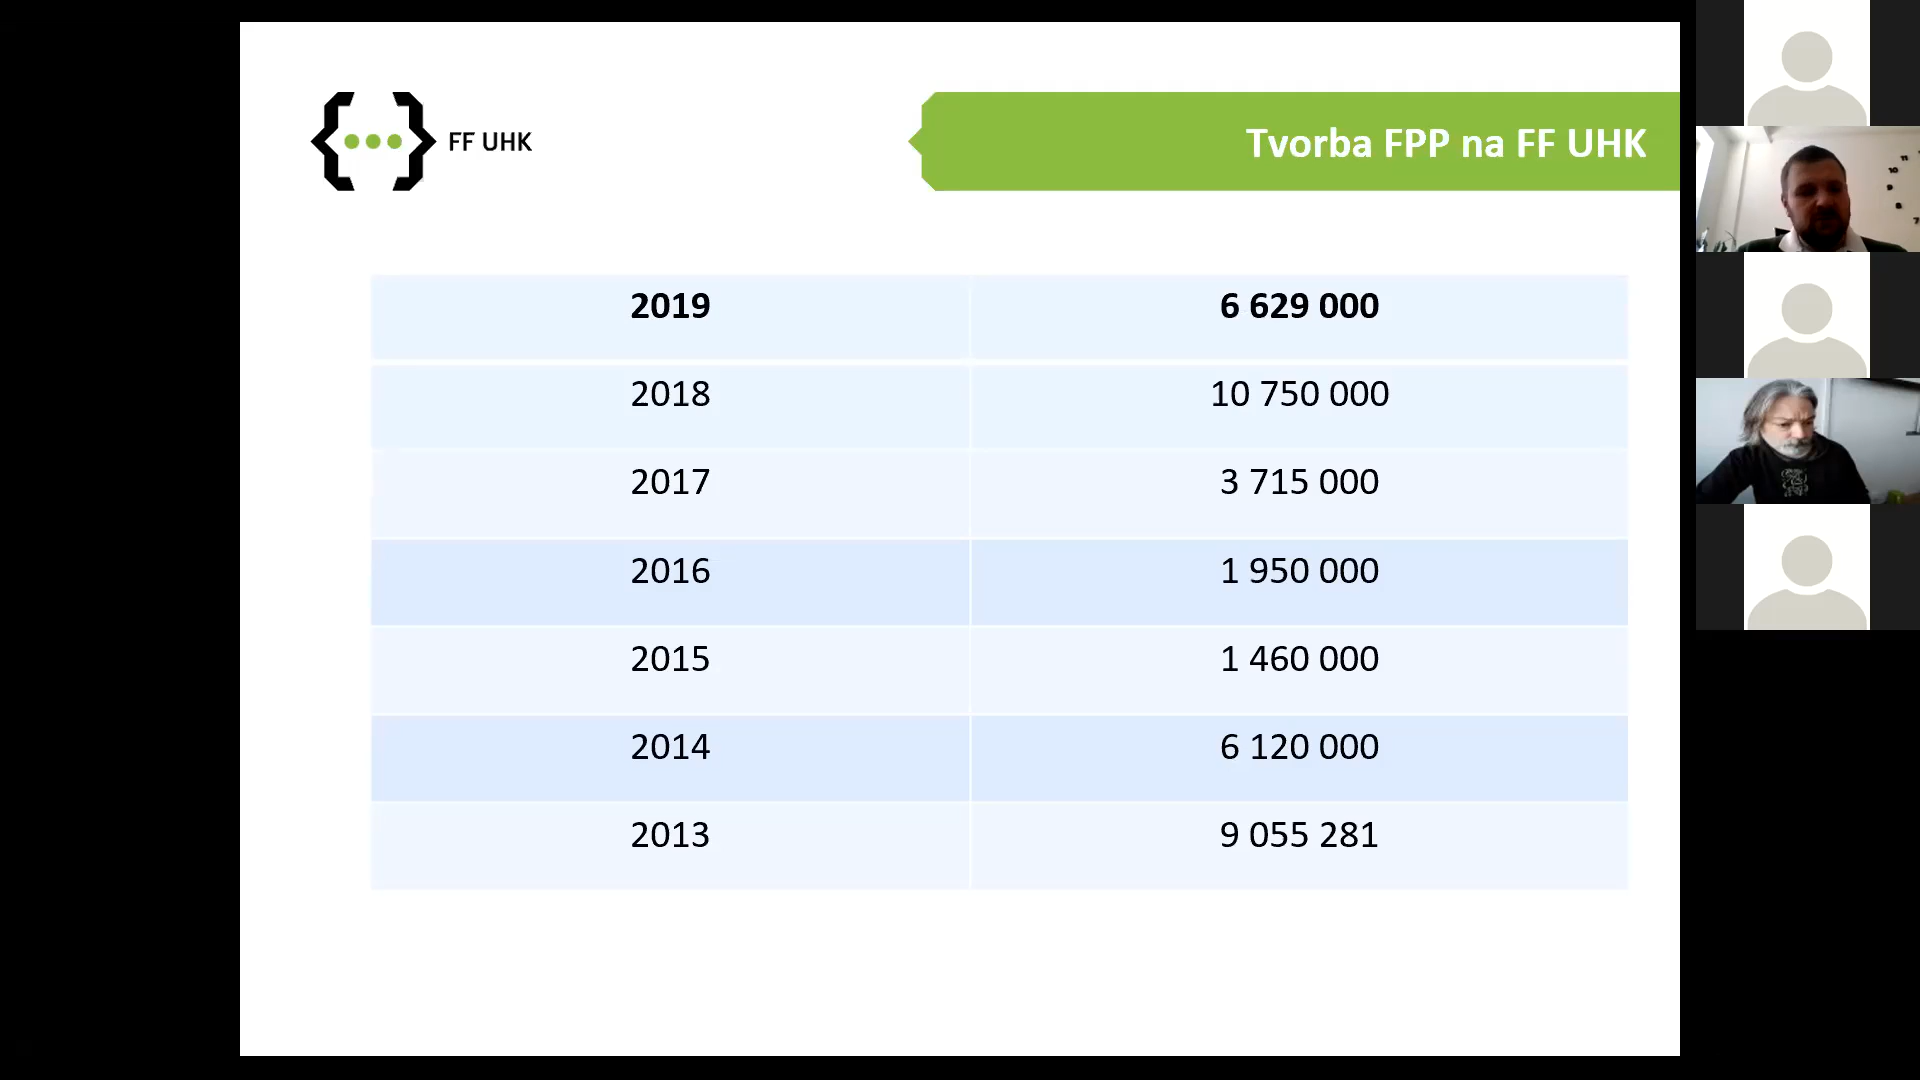 FF UHK
Tvorba FPP na FF UHK
2019 6 629 000
2018 10 750 000
2017 3 715 000
2016 1 950 000
2015 1 460 000
2014 6 120 000
2013 9 055 281